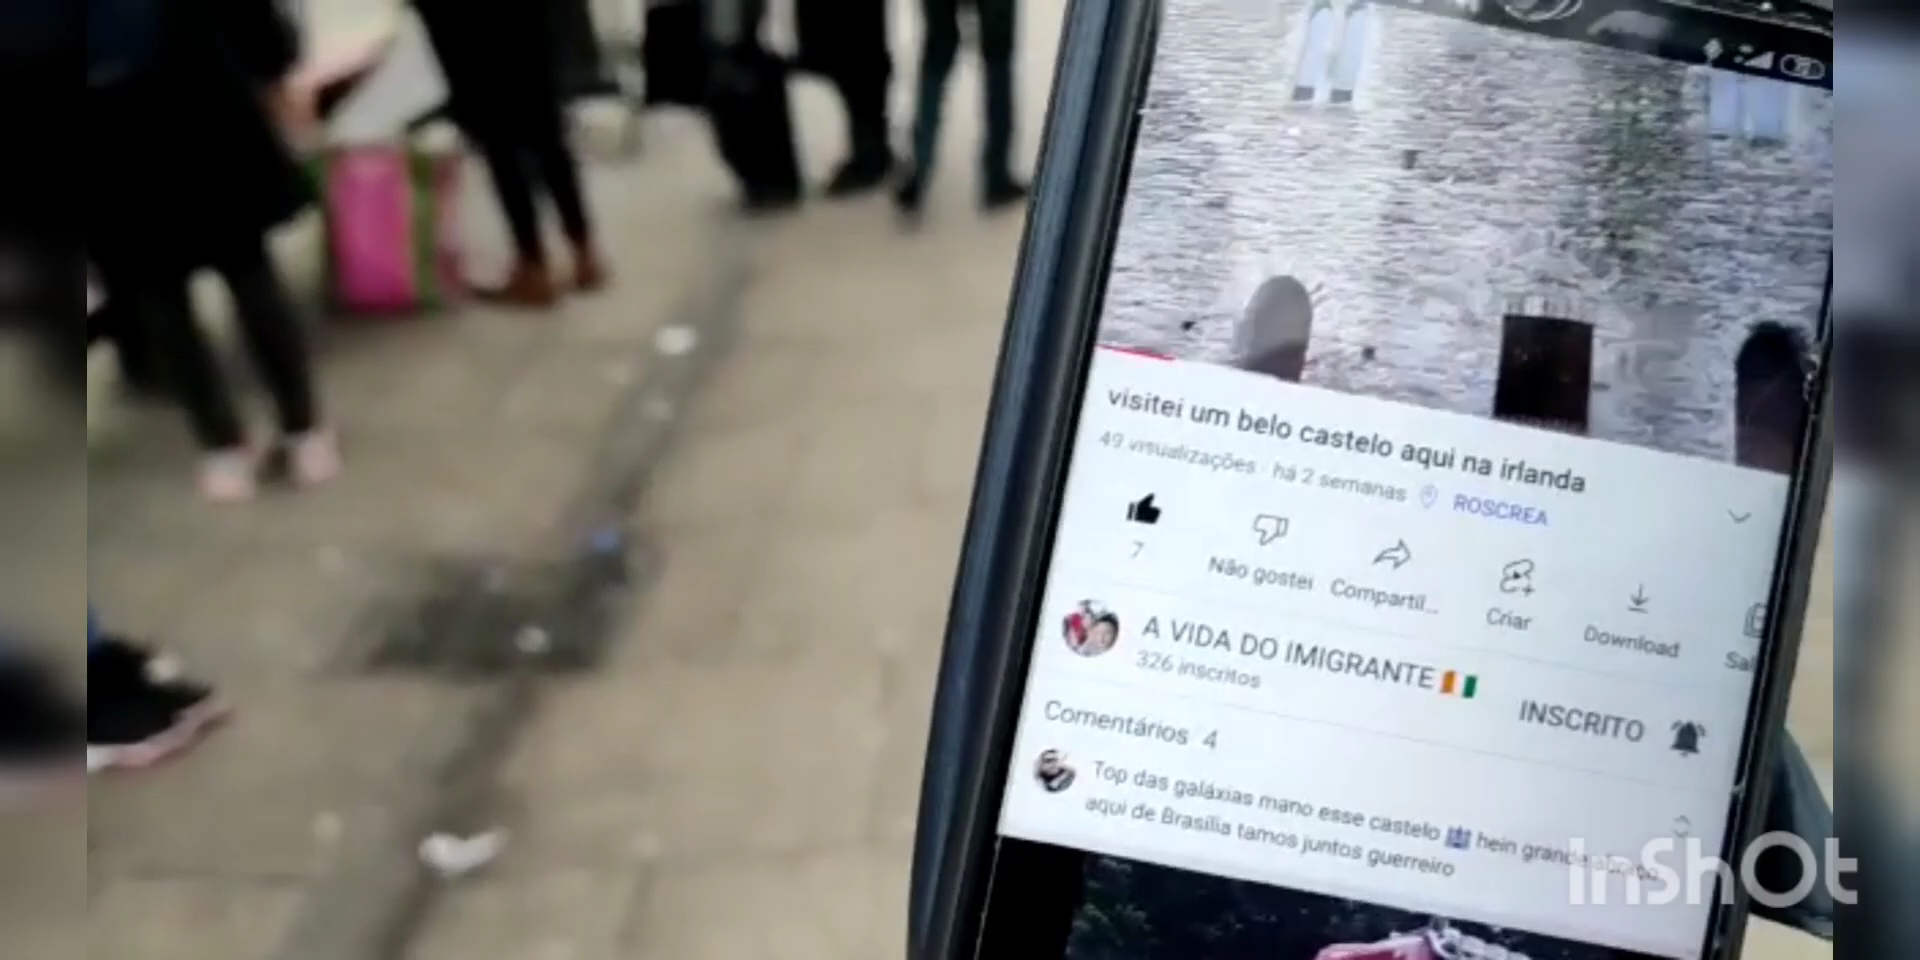 visitei um belo castelo aqui na irlanda
49 visualizações · há 2 semanas ROSCREA
7
Não gostei
Compartil...
Criar
Download
A VIDA DO IMIGRANTE
326 inscritos
INSCRITO
Comentários 4
Top das galáxias mano esse castelo hein grande
aqui de Brasília tamos juntos guerreiro
InShOt